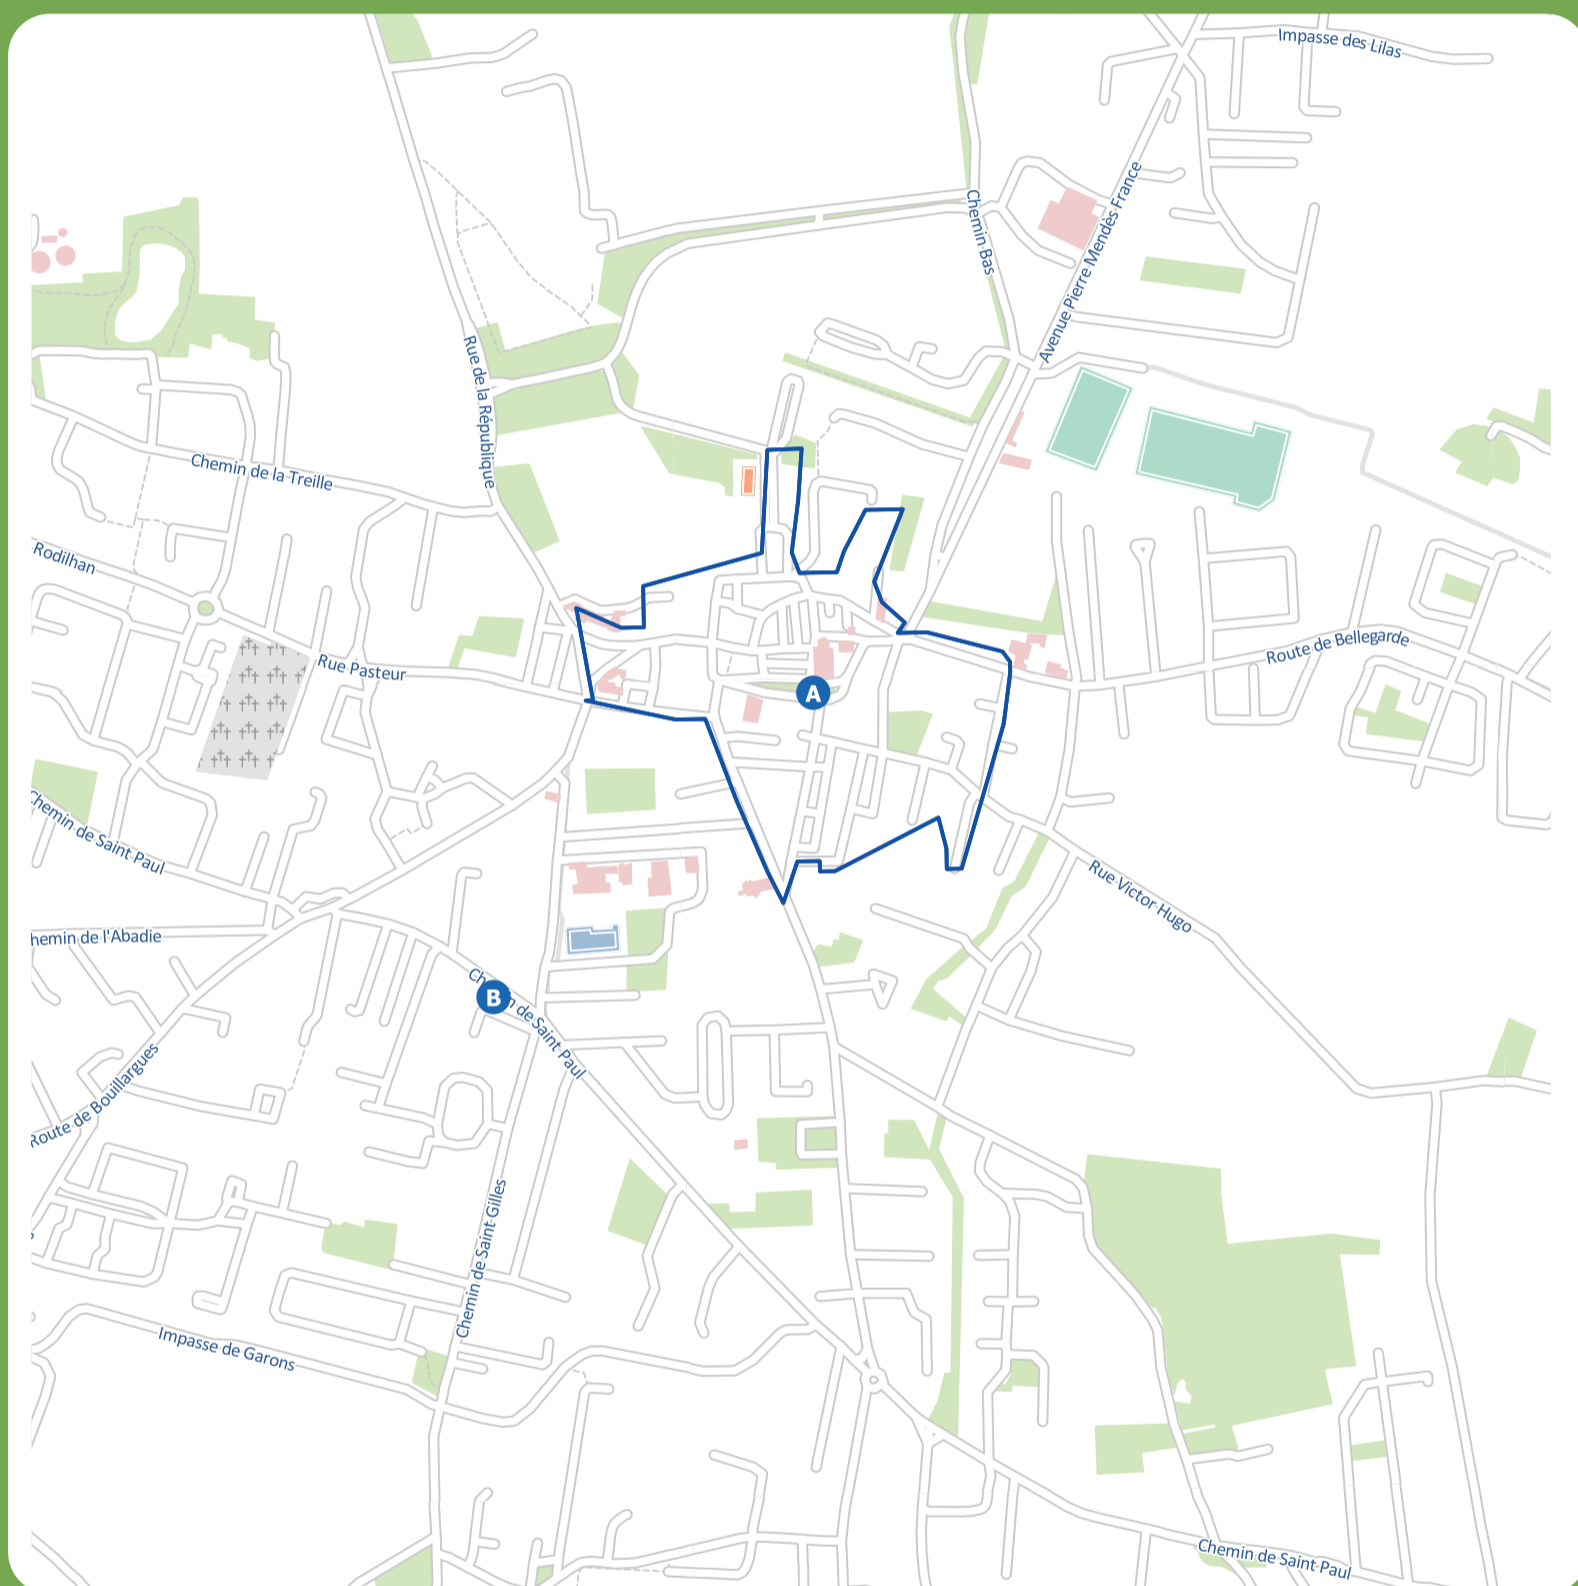 Impasse des Lilas
Chemin Bas
Avenue Pierre Mendès France
Rue de la République
Chemin de la Treille
Rodilhan
Rue Pasteur
Route de Bellegarde
A
Chemin de Saint Paul
Rue Victor Hugo
hemin de l'Abadie
B
Ch n de Saint Paul
Route de Bouillargues
Chemin de Saint Gilles
Impasse de Garons
Chemin de Saint Paul